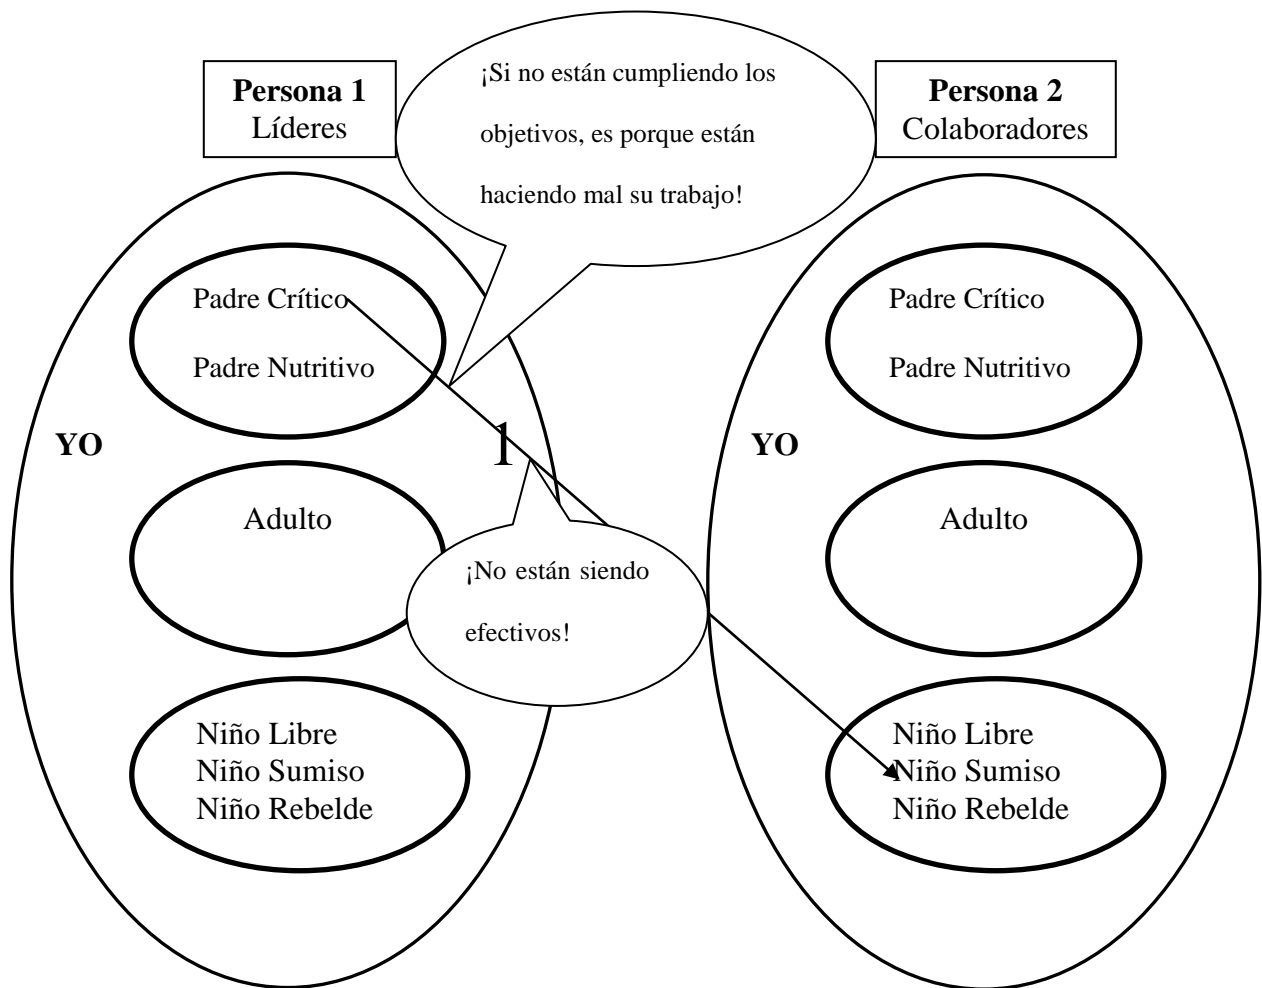 Persona 1
Líderes
¡Si no están cumpliendo los
objetivos, es porque están
haciendo mal su trabajo!
Persona 2
Colaboradores
Padre Crítico
Padre Nutritivo
YO
Adulto
Niño Libre
Niño Sumiso
Niño Rebelde
1
¡No están siendo
efectivos!
Padre Crítico
Padre Nutritivo
YO
Adulto
Niño Libre
Niño Sumiso
Niño Rebelde